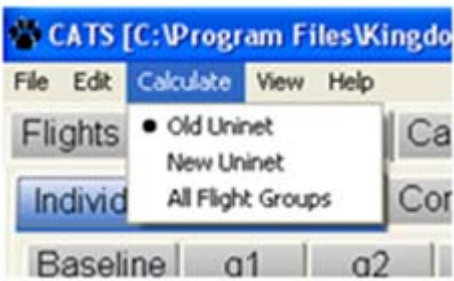 CATS [C:\Program Files\Kingdo
File Edit Calculate View Help
Flights Ca
• Old Uninet
New Uninet
All Flight Groups
Individ Cor
Baseline g1 g2